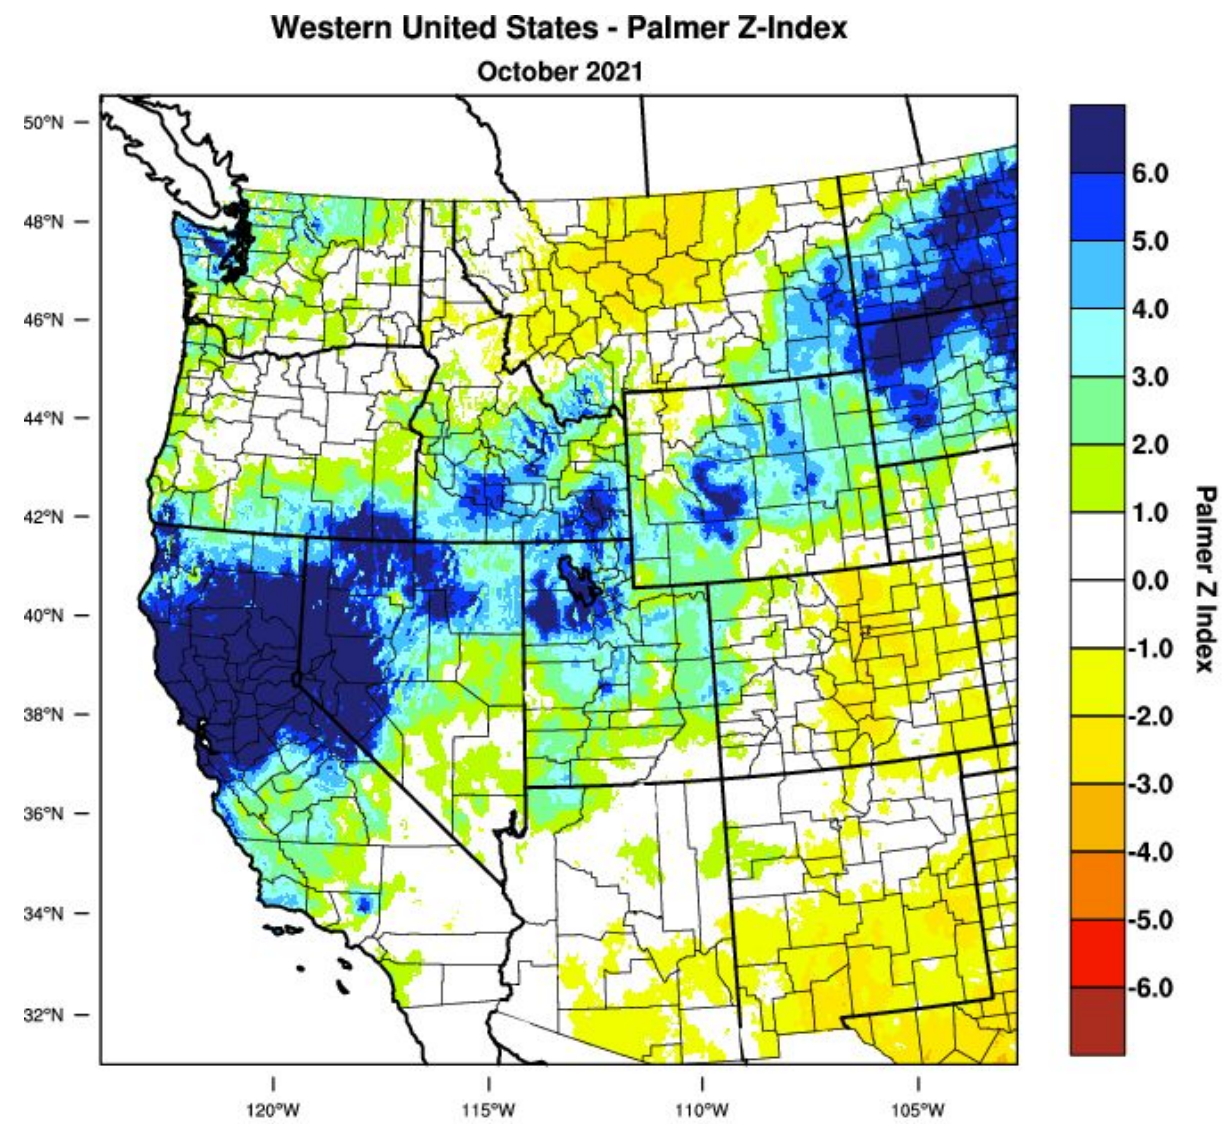 Western United States - Palmer Z-Index
October 2021
50°N
48°N
46°N
44°N
42°N
40°N
38°N
36°N
34°N
32°N
120°W
115°W
110°W
105°W
6.0
5.0
4.0
3.0
2.0
1.0
0.0
-1.0
-2.0
-3.0
-4.0
-5.0
-6.0
Palmer Z Index